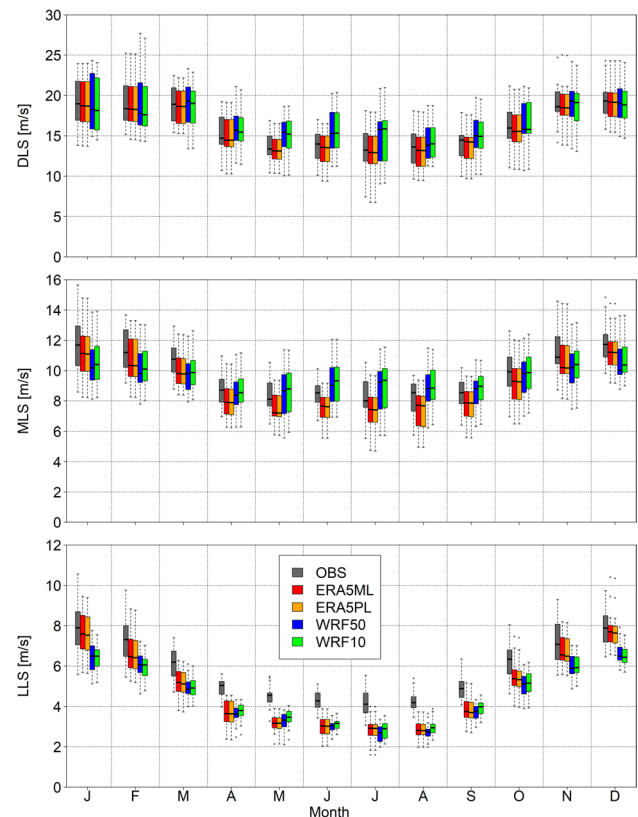 30
25
20
15
10
5
0
DLS [m/s]
16
14
12
10
8
6
4
2
0
MLS [m/s]
12
10
8
6
4
2
0
LLS [m/s]
OBS
ERA5ML
ERA5PL
WRF50
WRF10
J F M A M J J A S O N D
Month